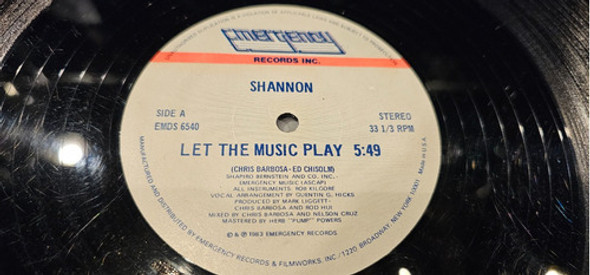 Emergency
RECORDS INC.
SHANNON
SIDE A
EMDS 6540
STEREO
33 1/3 RPM
LET THE MUSIC PLAY 5:49
(CHRIS BARBOSA - ED CHISOLM)
SHAPIRO BERNSTEIN AND CO. INC. -
EMERGENCY MUSIC (ASCAP)
ALL INSTRUMENTS: ROB KILGORE
VOCAL ARRANGEMENT BY QUENTIN G. HICKS
PRODUCED BY MARK LIGGETT -
CHRIS BARBOSA AND ROD HUI
MIXED BY CHRIS BARBOSA AND NELSON CRUZ
MASTERED BY HERB "PUMP" POWERS
© & ℗ 1983 EMERGENCY RECORDS
MANUFACTURED AND DISTRIBUTED BY EMERGENCY RECORDS & FILMWORKS, INC./1220 BROADWAY, NEW YORK 10001 - Made in U.S.A.